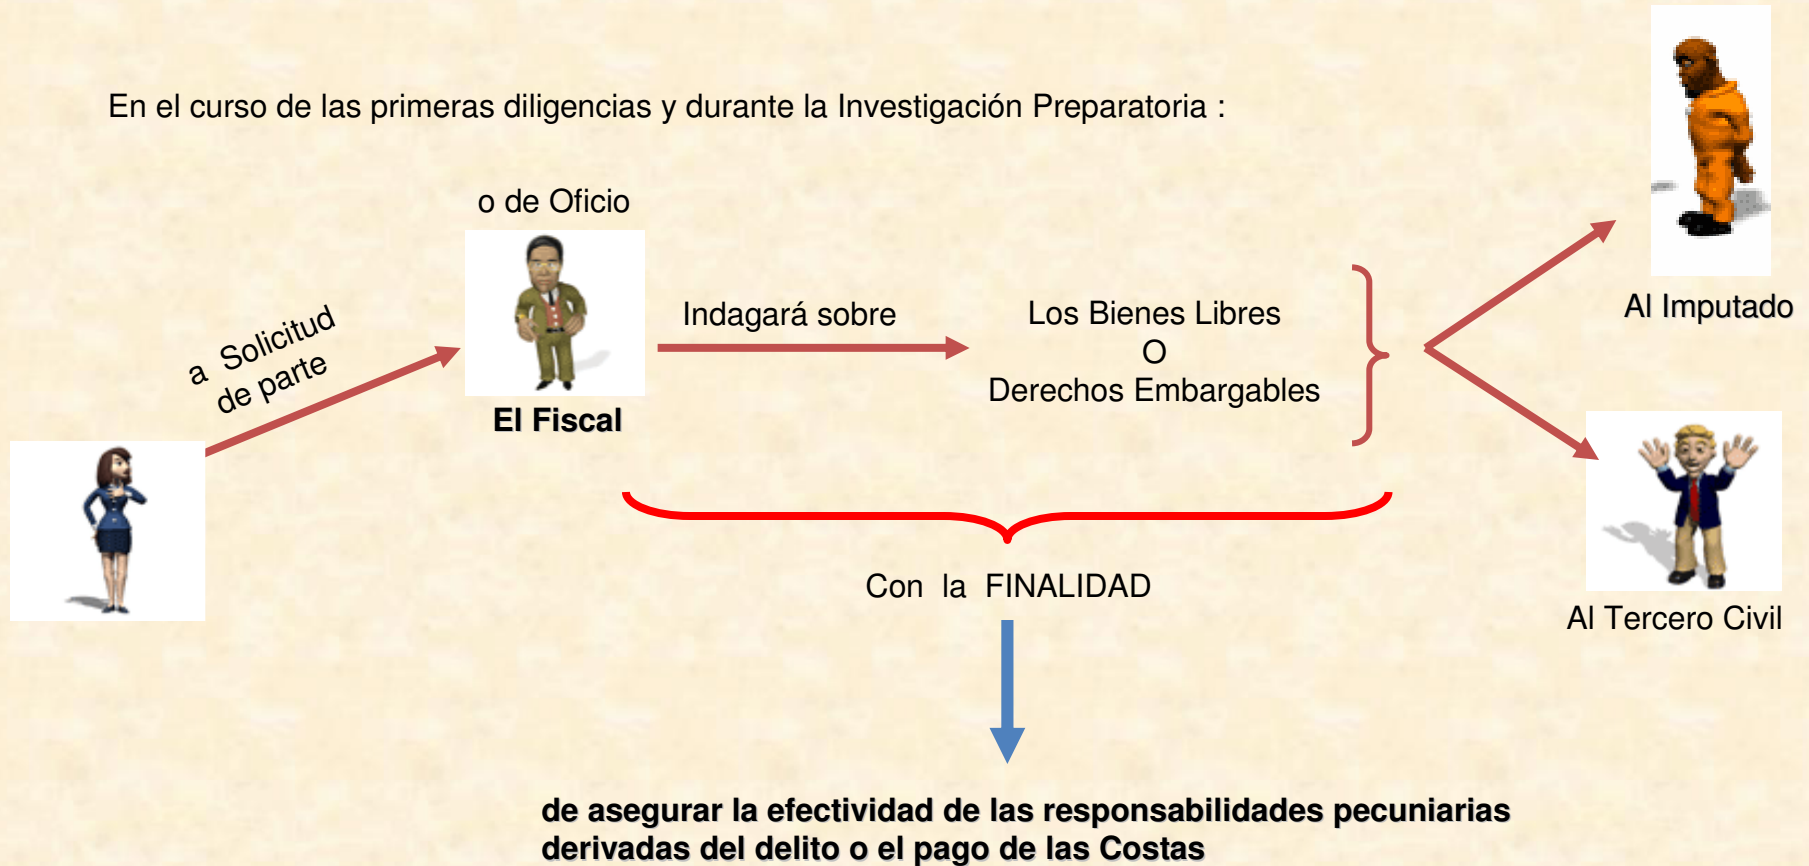 En el curso de las primeras diligencias y durante la Investigación Preparatoria :
o de Oficio
a Solicitud
de parte
El Fiscal
Indagará sobre
Los Bienes Libres
O
Derechos Embargables
Al Imputado
Al Tercero Civil
Con la FINALIDAD
de asegurar la efectividad de las responsabilidades pecuniarias
derivadas del delito o el pago de las Costas